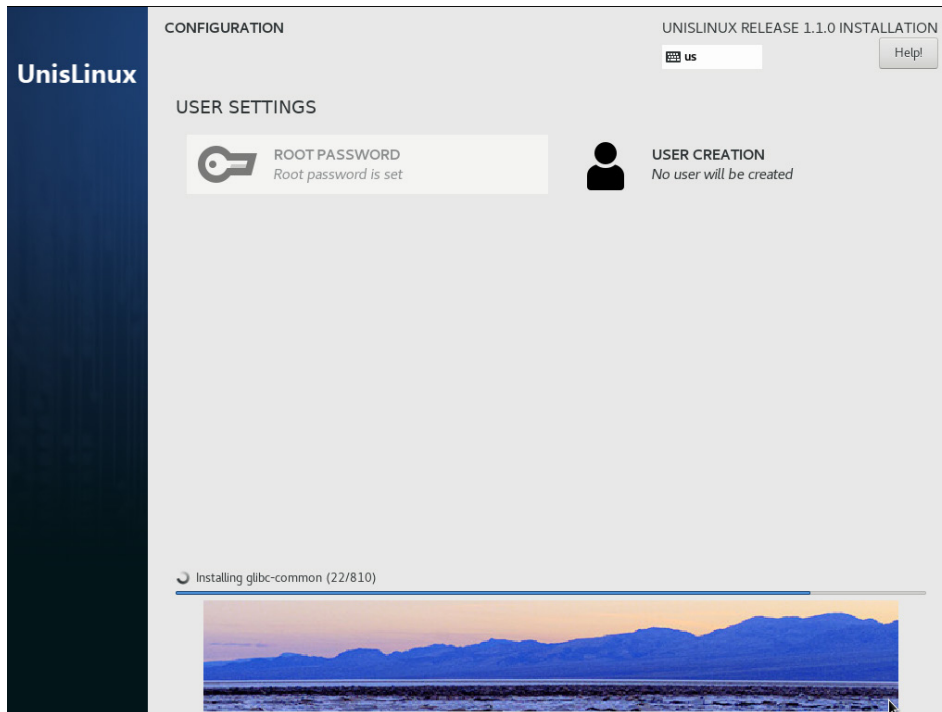 CONFIGURATION
UNISLINUX RELEASE 1.1.0 INSTALLATION
us
Help!
UnisLinux
USER SETTINGS
ROOT PASSWORD
Root password is set
USER CREATION
No user will be created
Installing glibc-common (22/810)